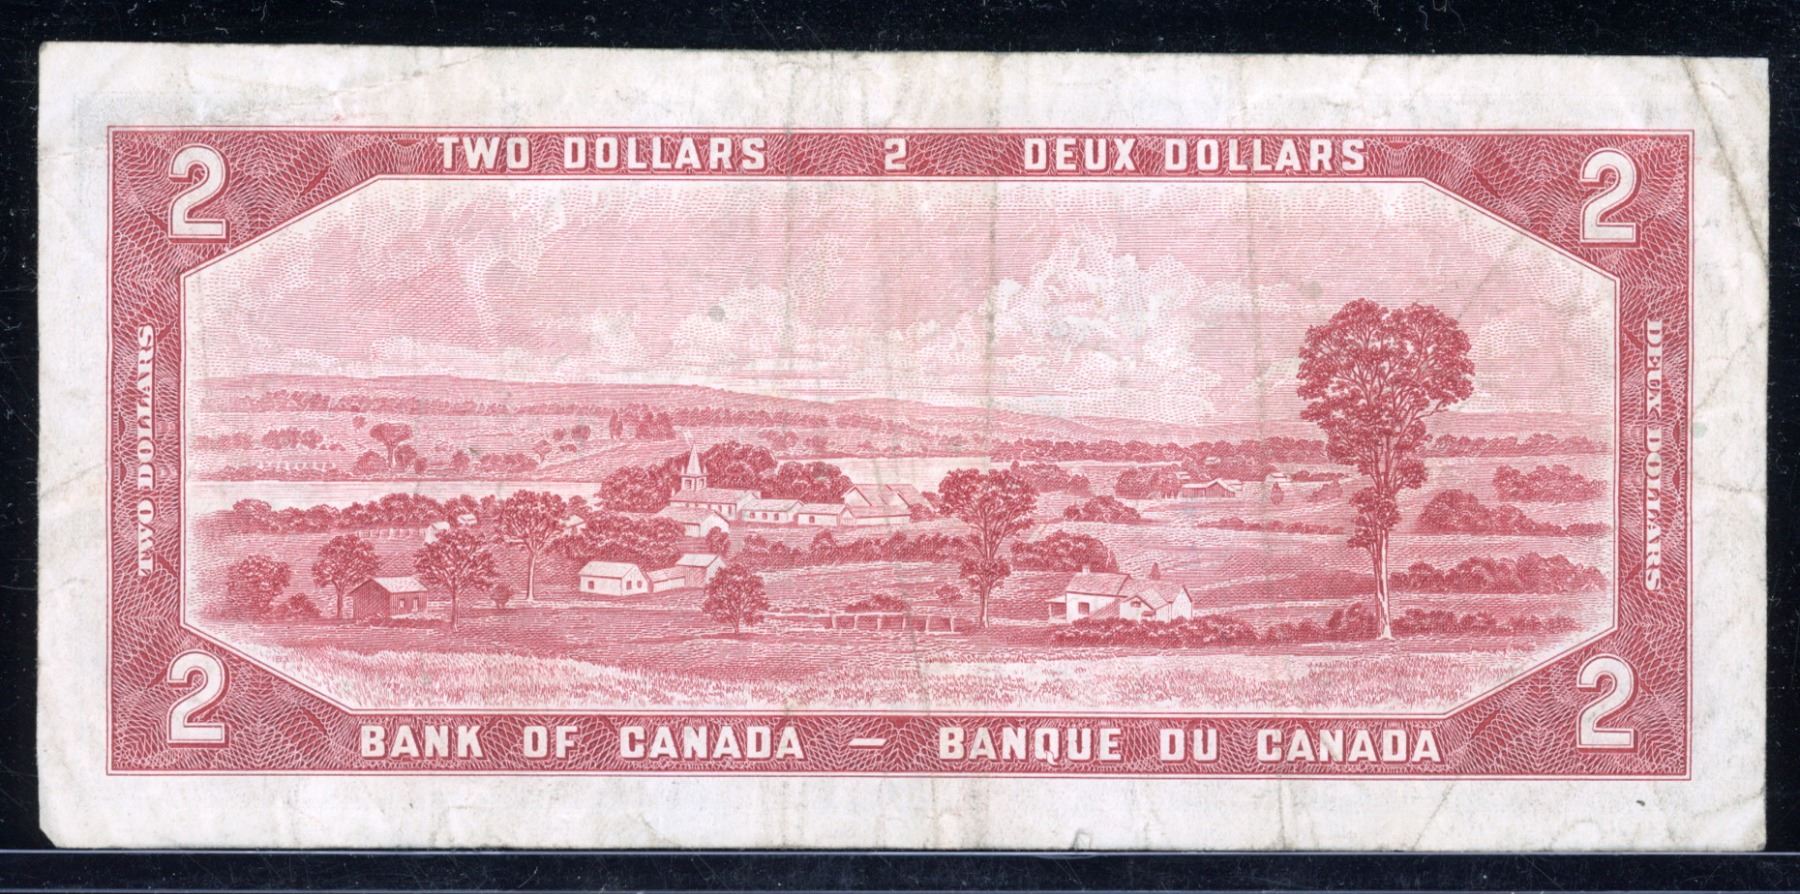 TWO DOLLARS 2 DEUX DOLLARS
2 2
TWO DOLLARS
DEUX DOLLARS
2 2
BANK OF CANADA — BANQUE DU CANADA